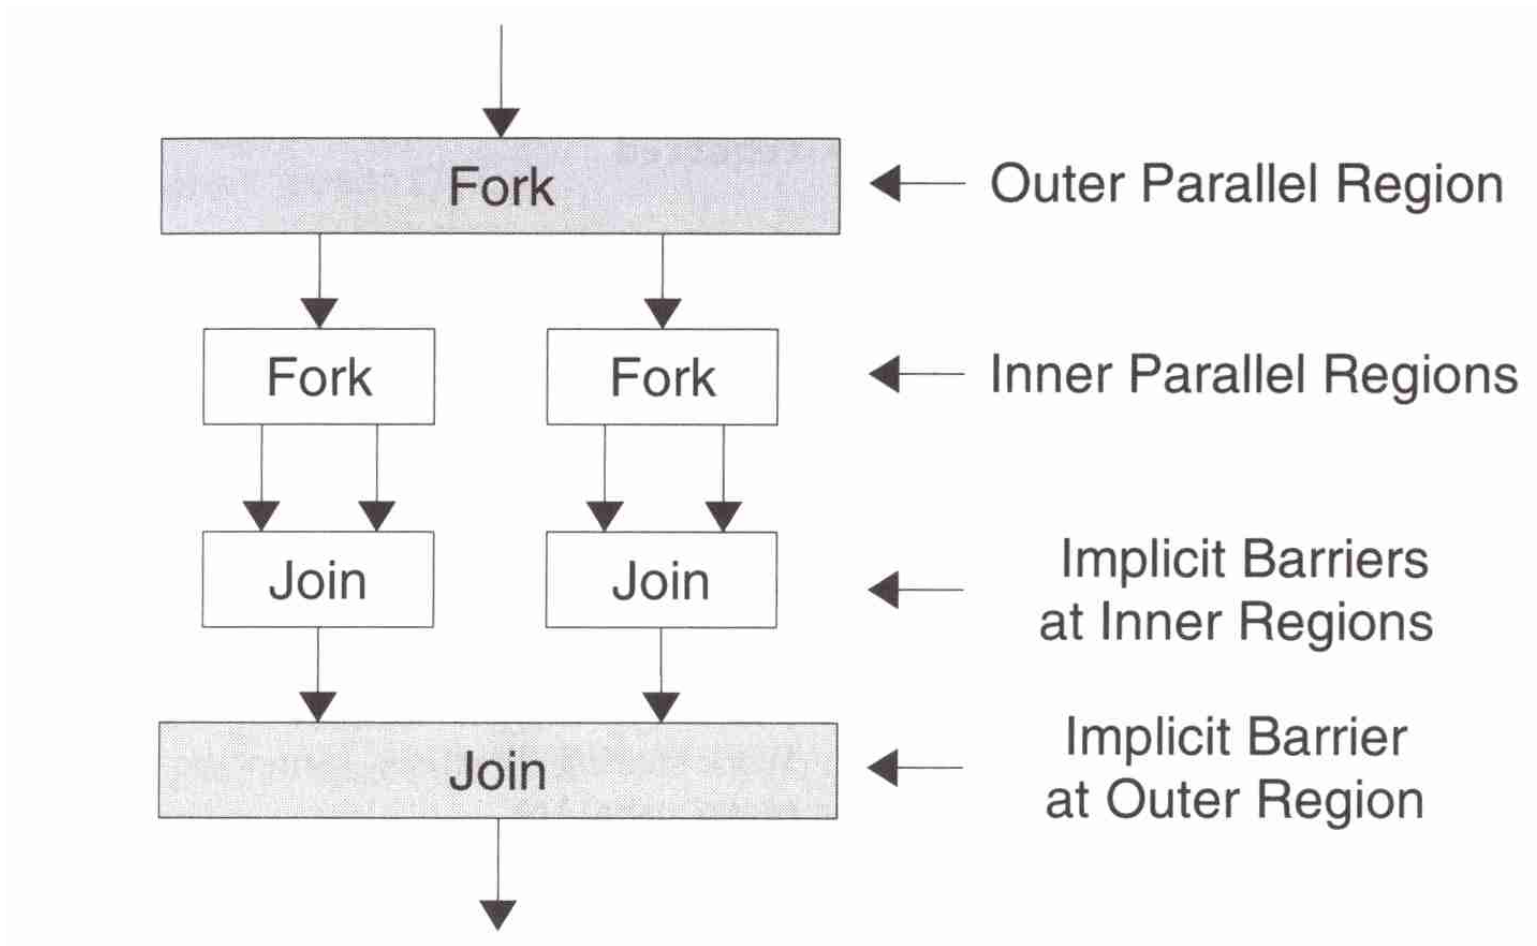 Fork
Outer Parallel Region
Fork
Fork
Inner Parallel Regions
Join
Join
Implicit Barriers
at Inner Regions
Join
Implicit Barrier
at Outer Region